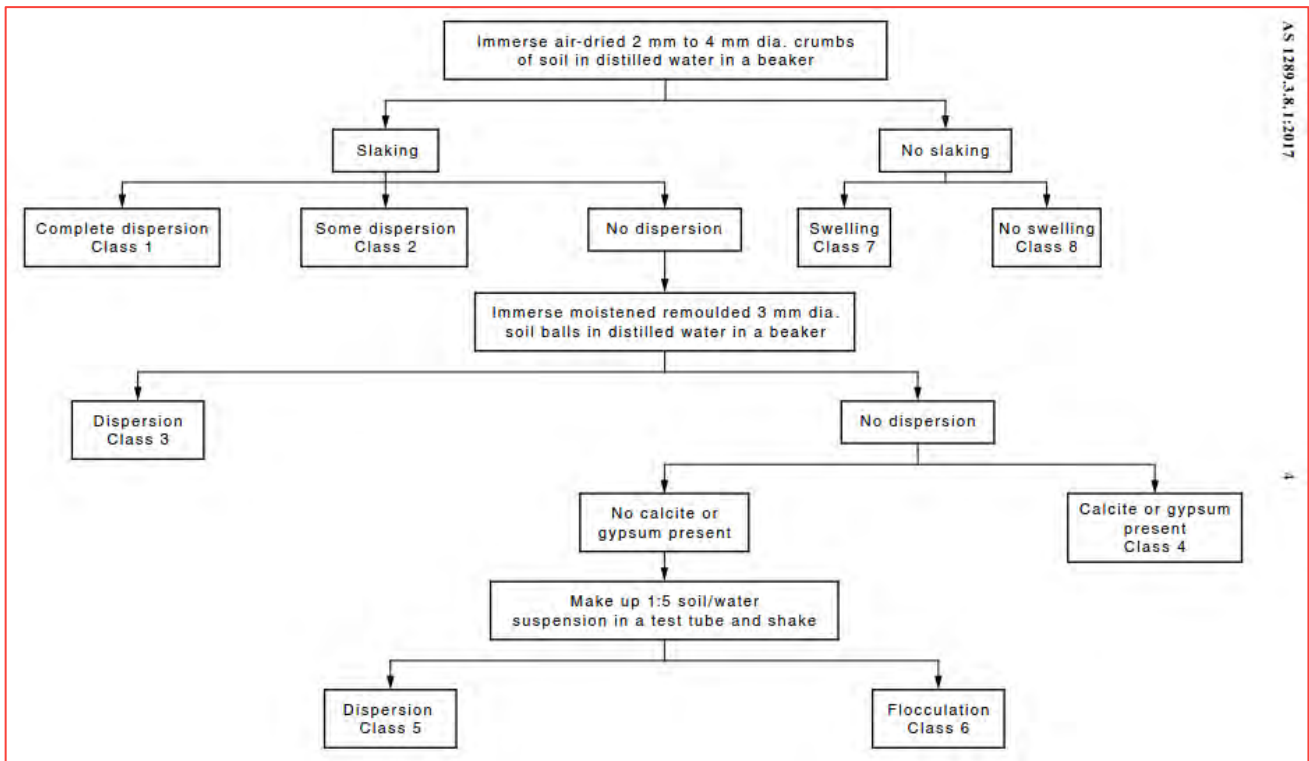 Immerse air-dried 2 mm to 4 mm dia. crumbs
of soil in distilled water in a beaker
AS 1289.3.8.1:2017
Slaking
No slaking
Complete dispersion
Class 1
Some dispersion
Class 2
No dispersion
Swelling
Class 7
No swelling
Class 8
Immerse moistened remoulded 3 mm dia.
soil balls in distilled water in a beaker
Dispersion
Class 3
No dispersion
4
No calcite or
gypsum present
Calcite or gypsum
present
Class 4
Make up 1:5 soil/water
suspension in a test tube and shake
Dispersion
Class 5
Flocculation
Class 6